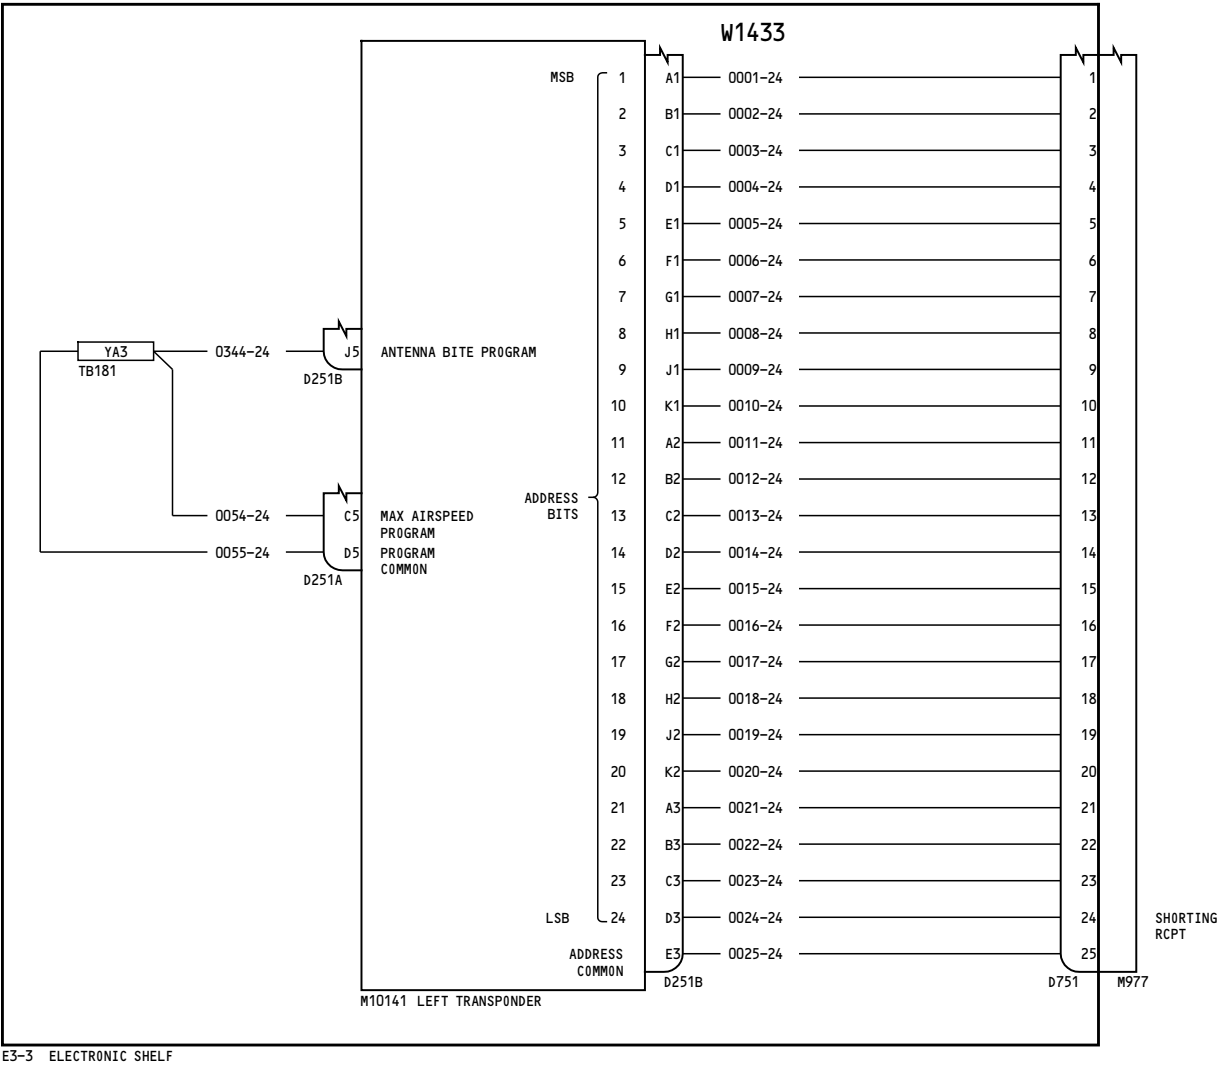 W1433
MSB 1 A1 0001-24 1
2 B1 0002-24 2
3 C1 0003-24 3
4 D1 0004-24 4
5 E1 0005-24 5
6 F1 0006-24 6
7 G1 0007-24 7
8 H1 0008-24 8
YA3 0344-24 J5 ANTENNA BITE PROGRAM
TB181
D251B
9 J1 0009-24 9
10 K1 0010-24 10
11 A2 0011-24 11
12 B2 0012-24 12
ADDRESS
BITS
0054-24 C5 MAX AIRSPEED
PROGRAM
13 C2 0013-24 13
0055-24 D5 PROGRAM
COMMON
D251A
14 D2 0014-24 14
15 E2 0015-24 15
16 F2 0016-24 16
17 G2 0017-24 17
18 H2 0018-24 18
19 J2 0019-24 19
20 K2 0020-24 20
21 A3 0021-24 21
22 B3 0022-24 22
23 C3 0023-24 23
LSB 24 D3 0024-24 24
SHORTING
RCPT
ADDRESS
COMMON
E3 0025-24 25
D251B
D751
M977
M10141 LEFT TRANSPONDER
E3-3 ELECTRONIC SHELF